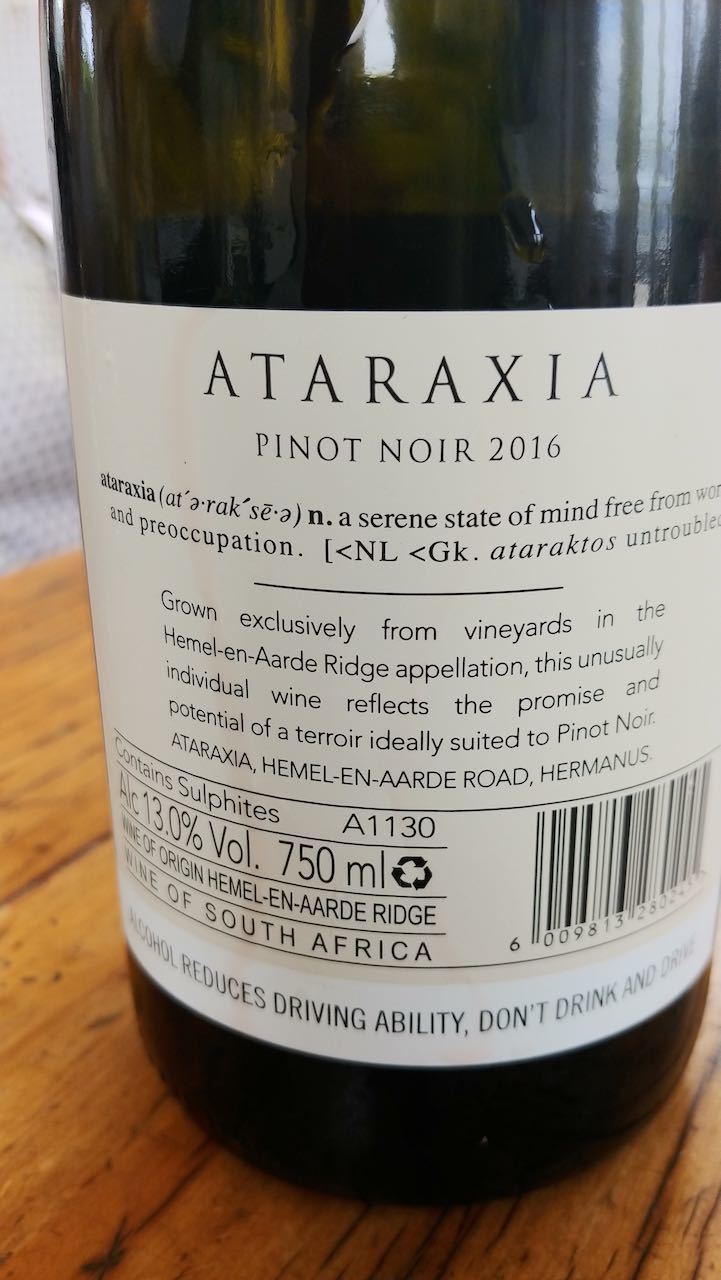 ATARAXIA
PINOT NOIR 2016
ataraxia (at´ə·rak´sē·ə) n. a serene state of mind free from
and preoccupation. [<NL <Gk. ataraktos untroubled
Grown exclusively from vineyards in the
Hemel-en-Aarde Ridge appellation, this unusually
individual wine reflects the promise and
potential of a terroir ideally suited to Pinot Noir.
ATARAXIA, HEMEL-EN-AARDE ROAD, HERMANUS.
Contains Sulphites A1130
Alc 13.0% Vol. 750 ml
WINE OF ORIGIN HEMEL-EN-AARDE RIDGE
WINE OF SOUTH AFRICA
6 009813
ALCOHOL REDUCES DRIVING ABILITY, DON'T DRINK AND DRIVE